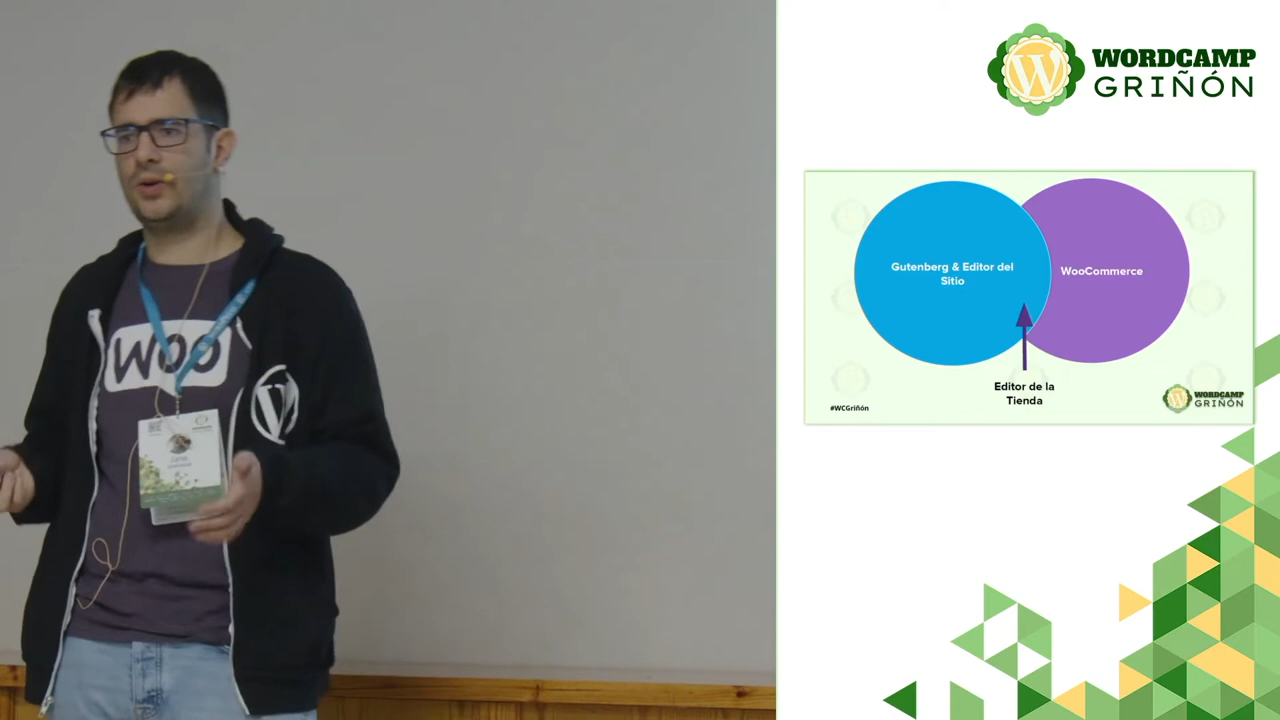 WORDCAMP
GRIÑÓN
Gutenberg & Editor del
Sitio
WooCommerce
Editor de la
Tienda
#WCGriñón
WORDCAMP
GRIÑÓN
WOO